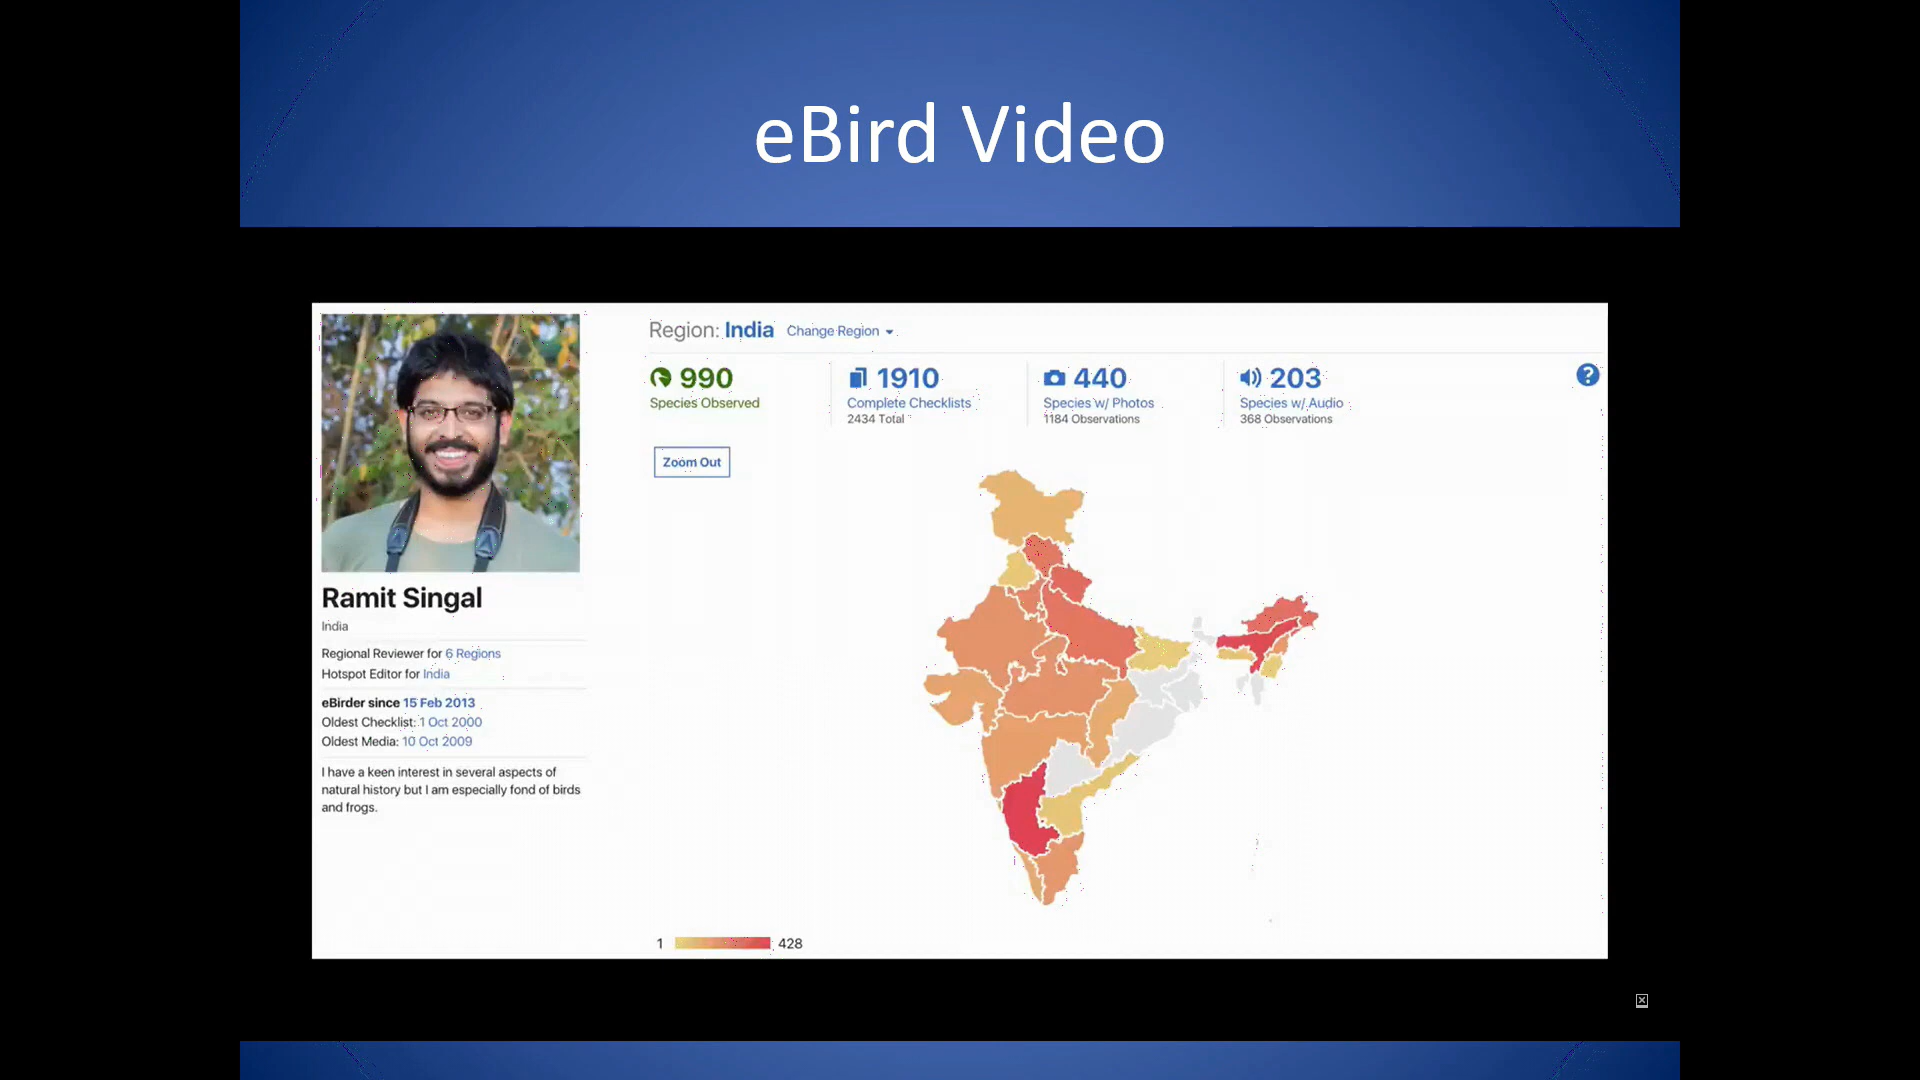 eBird Video
Region: India Change Region
990
Species Observed
1910
Complete Checklists
2434 Total
440
Species w/ Photos
1184 Observations
203
Species w/ Audio
368 Observations
?
Zoom Out
Ramit Singal
India
Regional Reviewer for 6 Regions
Hotspot Editor for India
eBirder since 15 Feb 2013
Oldest Checklist: 1 Oct 2000
Oldest Media: 10 Oct 2009
I have a keen interest in several aspects of
natural history but I am especially fond of birds
and frogs.
1 428